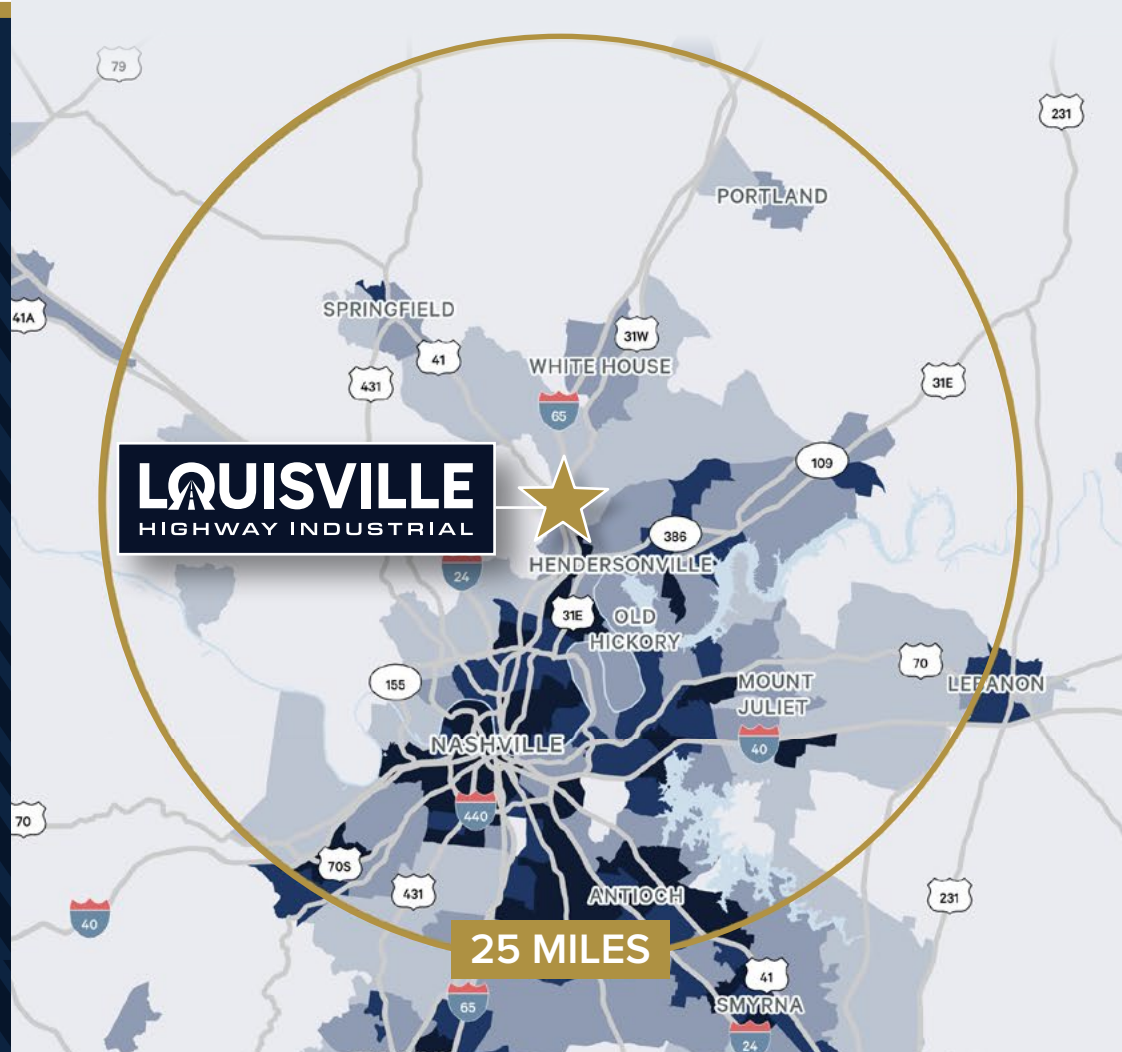 79
231
PORTLAND
41A
SPRINGFIELD
31W
41
WHITE HOUSE
431
31E
65
109
LOUISVILLE
HIGHWAY INDUSTRIAL
386
HENDERSONVILLE
24
31E
OLD
HICKORY
70
155
MOUNT
JULIET
LEBANON
NASHVILLE
40
440
70
70S
431
ANTIOCH
231
40
25 MILES
41
65
SMYRNA
24